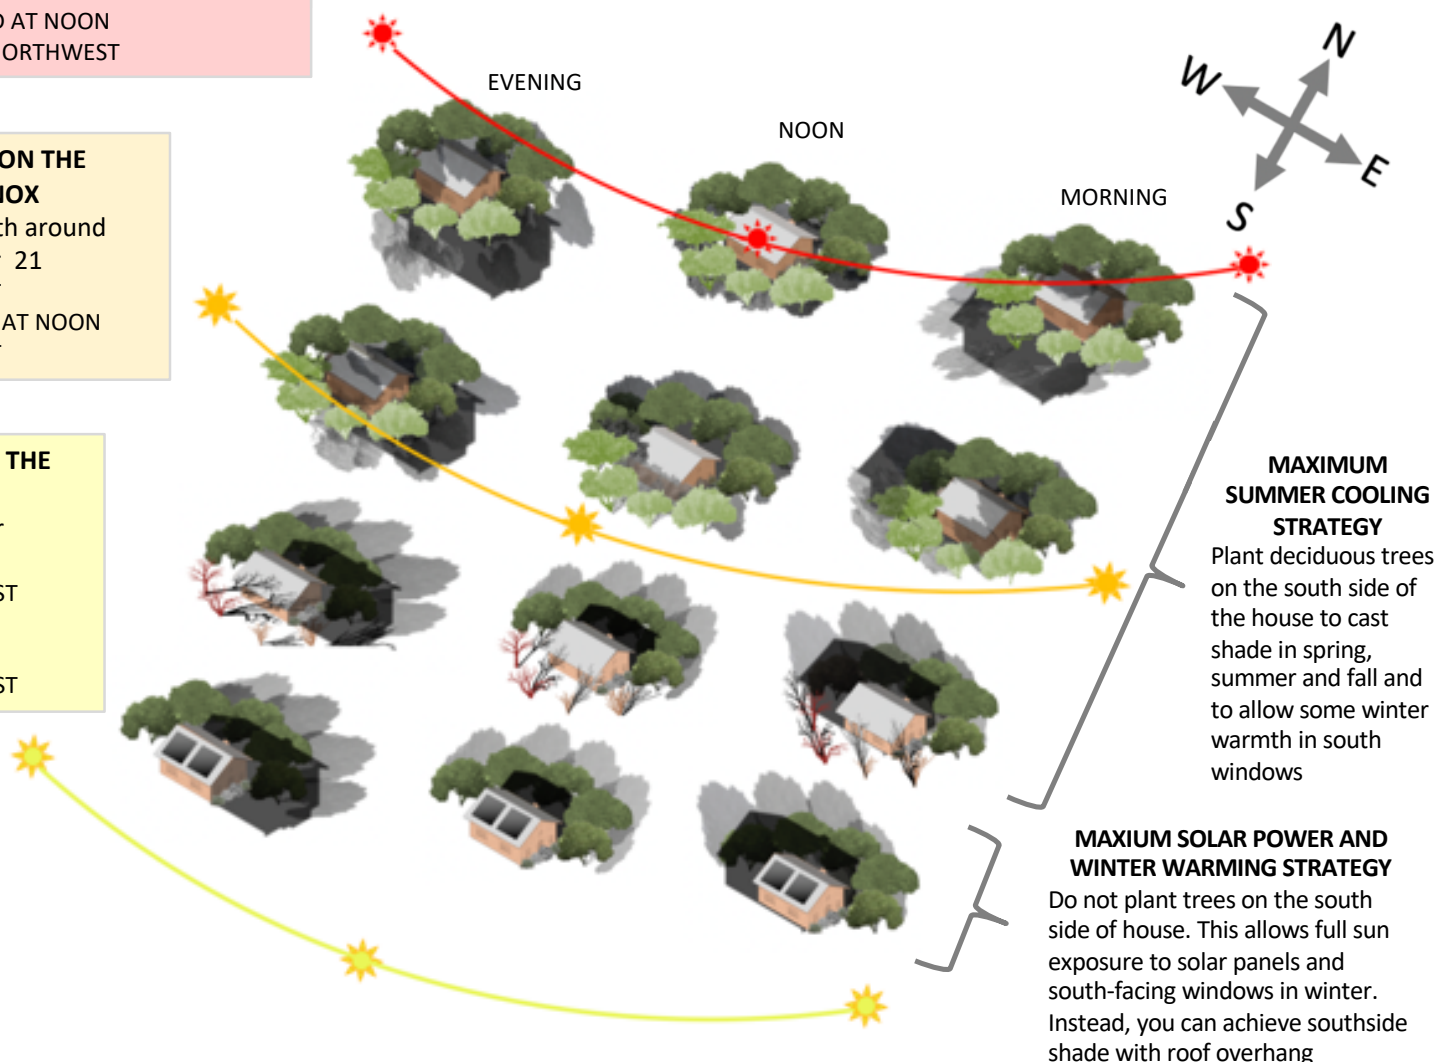 D AT NOON
ORTHWEST
EVENING
NOON
MORNING
N
W
E
S
ON THE
NOX
th around
21
AT NOON
THE
ST
ST
MAXIMUM
SUMMER COOLING
STRATEGY
Plant deciduous trees
on the south side of
the house to cast
shade in spring,
summer and fall and
to allow some winter
warmth in south
windows
MAXIUM SOLAR POWER AND
WINTER WARMING STRATEGY
Do not plant trees on the south
side of house. This allows full sun
exposure to solar panels and
south-facing windows in winter.
Instead, you can achieve southside
shade with roof overhang